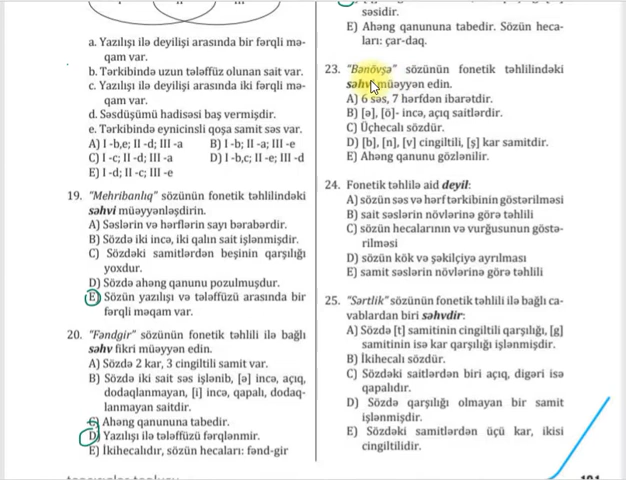 III
a. Yazılışı ilə deyilişi arasında bir fərqli mə-
qam var.
b. Tərkibində uzun tələffüz olunan sait var.
c. Yazılışı ilə deyilişi arasında iki fərqli mə-
qam var.
d. Səsdüşümü hadisəsi baş vermişdir.
e. Tərkibində eynicinsli qoşa samit səs var.
A) I -b,e; II -d; III -a B) I -b; II -a; III -e
C) I -c; II -d; III -a D) I -b,c; II -e; III -d
E) I -d; II -c; III -e
19. "Mehribanlıq" sözünün fonetik təhlilindəki
səhvi müəyyənləşdirin.
A) Səslərin və hərflərin sayı bərabərdir.
B) Sözdə iki incə, iki qalın sait işlənmişdir.
C) Sözdəki samitlərdən beşinin qarşılığı
yoxdur.
D) Sözdə ahəng qanunu pozulmuşdur.
E) Sözün yazılışı və tələffüzü arasında bir
fərqli məqam var.
20. "Fəndgir" sözünün fonetik təhlili ilə bağlı
səhv fikri müəyyən edin.
A) Sözdə 2 kar, 3 cingiltili samit var.
B) Sözdə iki sait səs işlənib, [ə] incə, açıq,
dodaqlanmayan, [i] incə, qapalı, dodaq-
lanmayan saitdir.
C) Ahəng qanununa tabedir.
D) Yazılışı ilə tələffüzü fərqlənmir.
E) İkihecalıdır, sözün hecaları: fənd-gir
səsidir.
E) Ahəng qanununa tabedir. Sözün heca-
ları: çar-daq.
23. "Bənövşə" sözünün fonetik təhlilindəki
səhvi müəyyən edin.
A) 6 səs, 7 hərfdən ibarətdir.
B) [ə], [ö]- incə, açıq saitlərdir.
C) Üçhecalı sözdür.
D) [b], [n], [v] cingiltili, [ş] kar samitdir.
E) Ahəng qanunu gözlənilir.
24. Fonetik təhlilə aid deyil:
A) sözün səs və hərf tərkibinin göstərilməsi
B) sait səslərin növlərinə görə təhlili
C) sözün hecalarının və vurğusunun göstə-
rilməsi
D) sözün kök və şəkilçiyə ayrılması
E) samit səslərin növlərinə görə təhlili
25. "Sərtlik" sözünün fonetik təhlili ilə bağlı ca-
vablardan biri səhvdir:
A) Sözdə [t] samitinin cingiltili qarşılığı, [g]
samitinin isə kar qarşılığı işlənmişdir.
B) İkihecalı sözdür.
C) Sözdəki saitlərdən biri açıq, digəri isə
qapalıdır.
D) Sözdə qarşılığı olmayan bir samit
işlənmişdir.
E) Sözdəki samitlərdən üçü kar, ikisi
cingiltilidir.